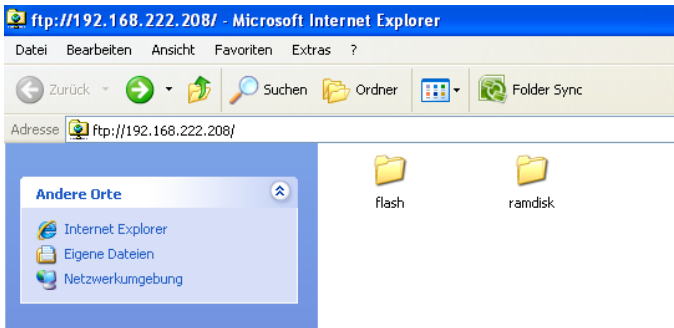 ftp://192.168.222.208/ - Microsoft Internet Explorer
Datei Bearbeiten Ansicht Favoriten Extras ?
Zurück Suchen Ordner Folder Sync
Adresse ftp://192.168.222.208/
Andere Orte
Internet Explorer
Eigene Dateien
Netzwerkumgebung
flash ramdisk